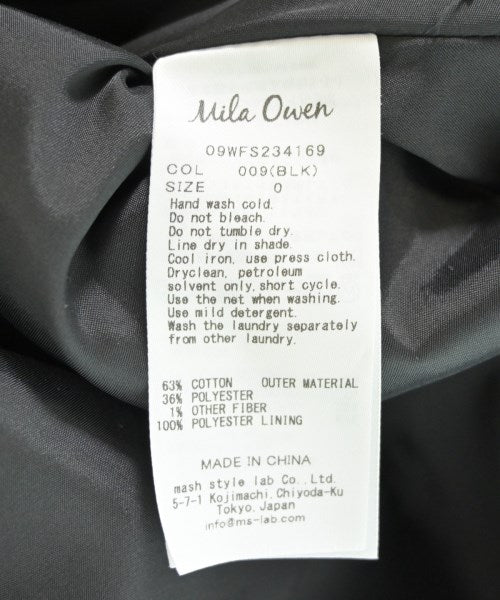 Mila Owen
09WFS234169
COL 009(BLK)
SIZE 0
Hand wash cold.
Do not bleach.
Do not tumble dry.
Line dry in shade.
Cool iron, use press cloth.
Dryclean, petroleum
solvent only, short cycle.
Use the net when washing.
Use mild detergent.
Wash the laundry separately
from other laundry.
63% COTTON OUTER MATERIAL
36% POLYESTER
1% OTHER FIBER
100% POLYESTER LINING
MADE IN CHINA
mash style lab Co.,Ltd.
5-7-1 Kojimachi, Chiyoda-Ku
Tokyo, Japan
info@ms-lab.com